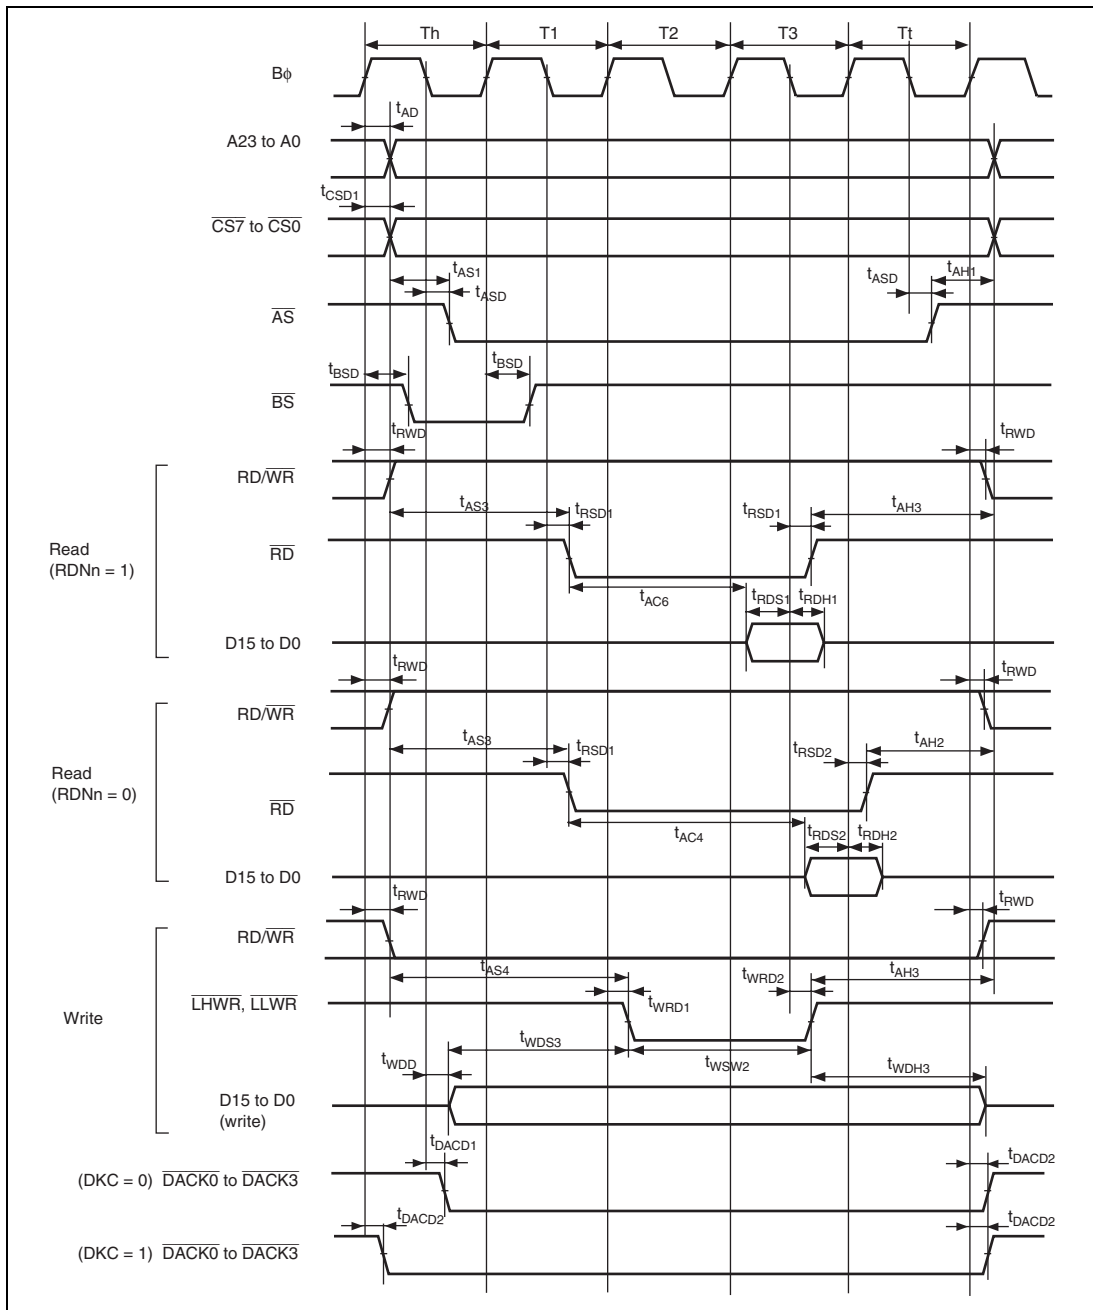 Th T1 T2 T3 Tt
Bϕ
tAD
A23 to A0
tCSD1
CS7 to CS0
tAS1 tAH1
tASD tASD
AS
tBSD tBSD
BS
tRWD tRWD
RD/WR
tAS3 tRSD1 tRSD1 tAH3
RD
Read
(RDNn = 1)
tAC6 tRDS1 tRDH1
D15 to D0
tRWD tRWD
RD/WR
tAS3 tRSD1 tRSD2 tAH2
Read
(RDNn = 0)
RD
tAC4 tRDS2 tRDH2
D15 to D0
tRWD tRWD
RD/WR
tAS4 tWRD2 tAH3
LHWR, LLWR
tWRD1
Write
tWDS3 tWSW2
tWDD tWDH3
D15 to D0
(write)
tDACD1 tDACD2
(DKC = 0) DACK0 to DACK3
tDACD2 tDACD2
(DKC = 1) DACK0 to DACK3